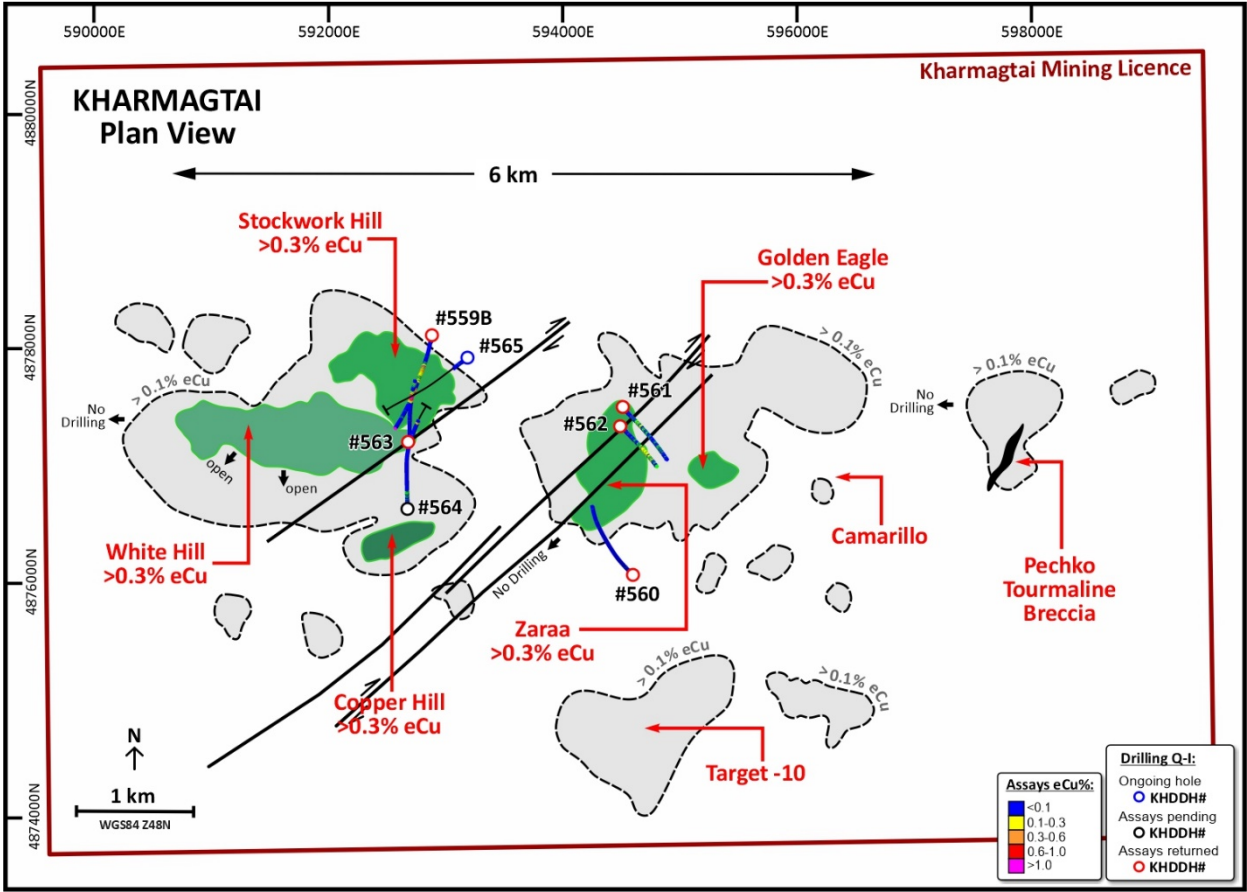 590000E
592000E
594000E
596000E
598000E
Kharmagtai Mining Licence
KHARMAGTAI
Plan View
4880000N
6 km
Stockwork Hill
>0.3% eCu
Golden Eagle
>0.3% eCu
#559B
#565
4878000N
> 0.1% eCu
> 0.1% eCu
> 0.1% eCu
No
Drilling
No
Drilling
#561
#562
#563
open
open
#564
Camarillo
White Hill
>0.3% eCu
4876000N
No Drilling
#560
Pechko
Tourmaline
Breccia
Zaraa
>0.3% eCu
> 0.1% eCu
>0.1% eCu
Copper Hill
>0.3% eCu
N
Target -10
1 km
WGS84 Z48N
4874000N
Assays eCu%:
<0.1
0.1-0.3
0.3-0.6
0.6-1.0
>1.0
Drilling Q-I:
Ongoing hole
KHDDH#
Assays pending
KHDDH#
Assays returned
KHDDH#